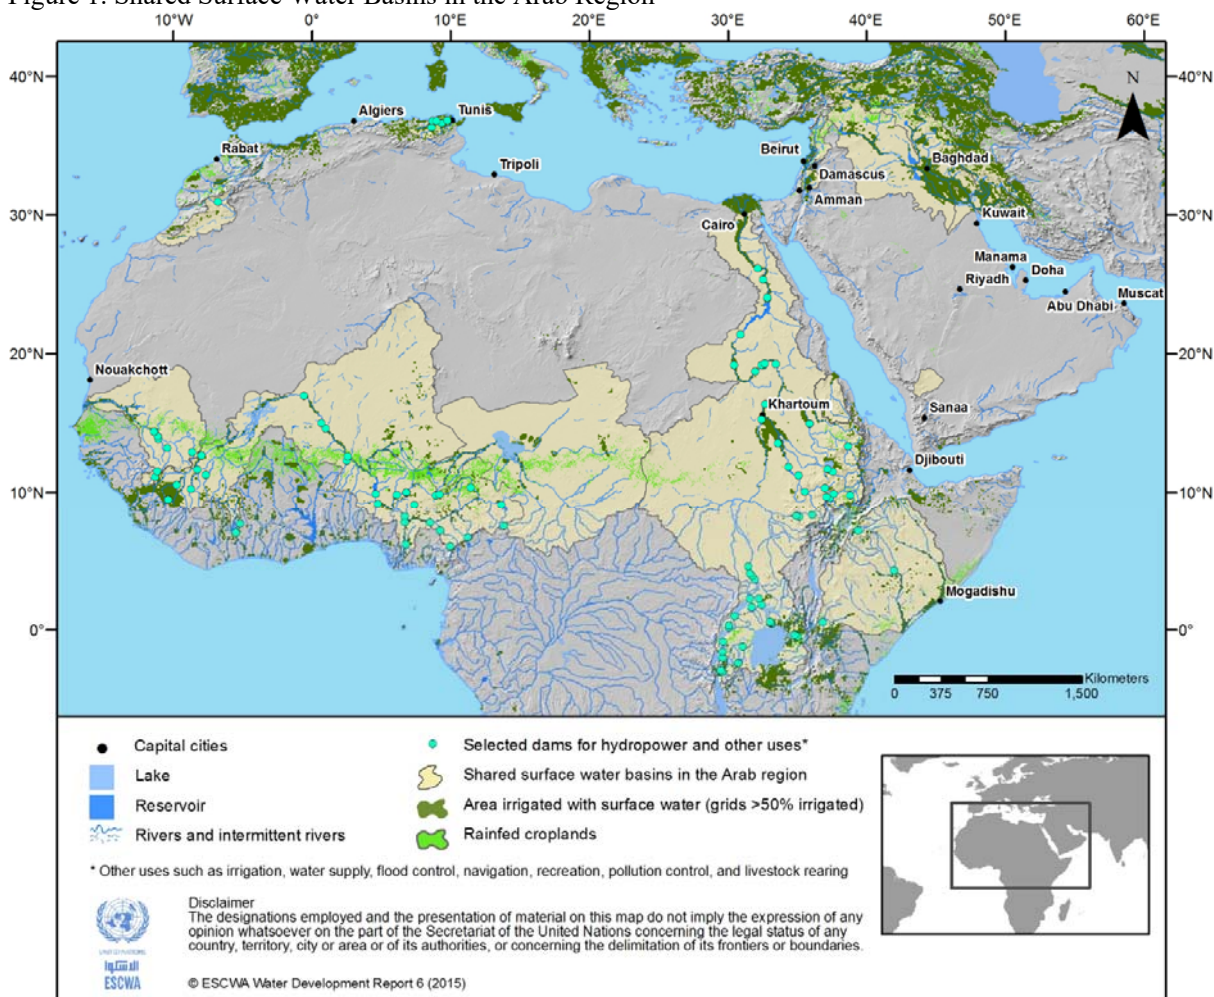 Figure 1: Shared Surface Water Basins in the Arab Region
10°W 0° 10°E 20°E 30°E 40°E 50°E 60°E
40°N 40°N
N
Algiers Tunis
Rabat Beirut Baghdad
Tripoli Damascus
Amman
30°N 30°N
Cairo Kuwait
Manama
Riyadh Doha
Abu Dhabi Muscat
20°N 20°N
Nouakchott
Khartoum Sanaa
Djibouti
10°N 10°N
Mogadishu
0° 0°
Kilometers
0 375 750 1,500
Capital cities
Lake
Reservoir
Rivers and intermittent rivers
Selected dams for hydropower and other uses*
Shared surface water basins in the Arab region
Area irrigated with surface water (grids >50% irrigated)
Rainfed croplands
* Other uses such as irrigation, water supply, flood control, navigation, recreation, pollution control, and livestock rearing
UNITED NATIONS
الإسكوا
ESCWA
Disclaimer
The designations employed and the presentation of material on this map do not imply the expression of any
opinion whatsoever on the part of the Secretariat of the United Nations concerning the legal status of any
country, territory, city or area or of its authorities, or concerning the delimitation of its frontiers or boundaries.
© ESCWA Water Development Report 6 (2015)